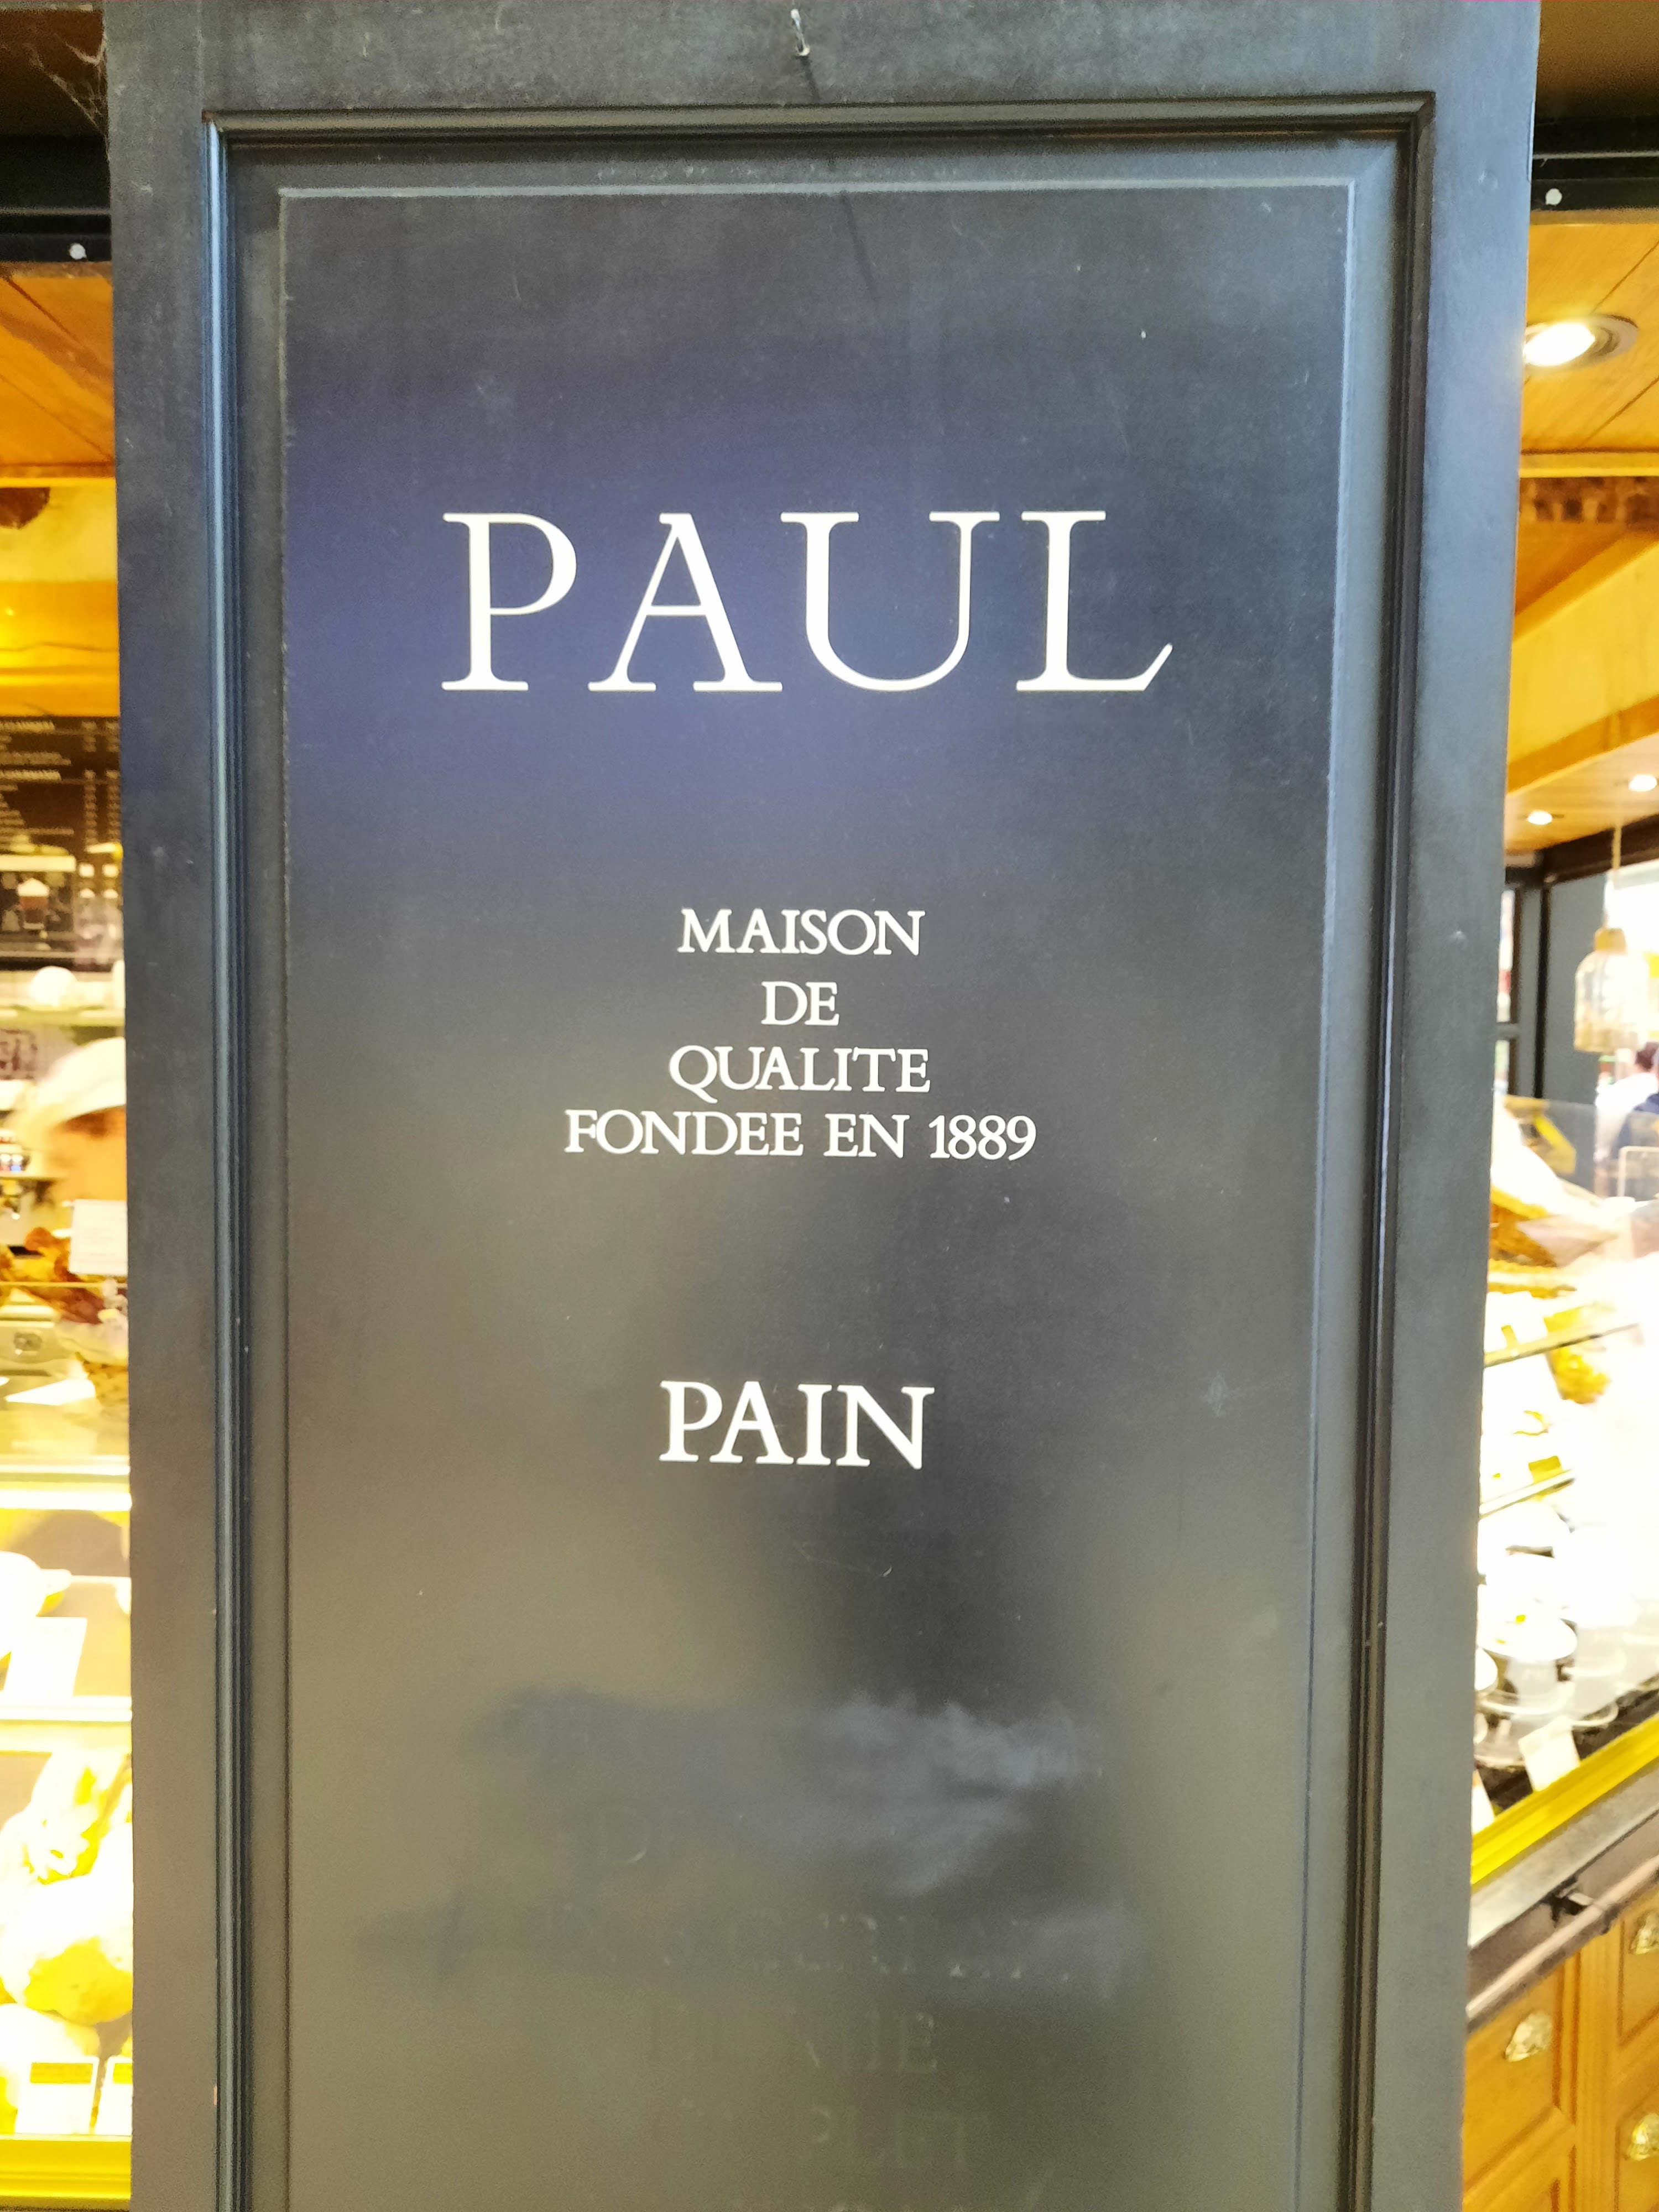 PAUL
MAISON
DE
QUALITE
FONDEE EN 1889
PAIN